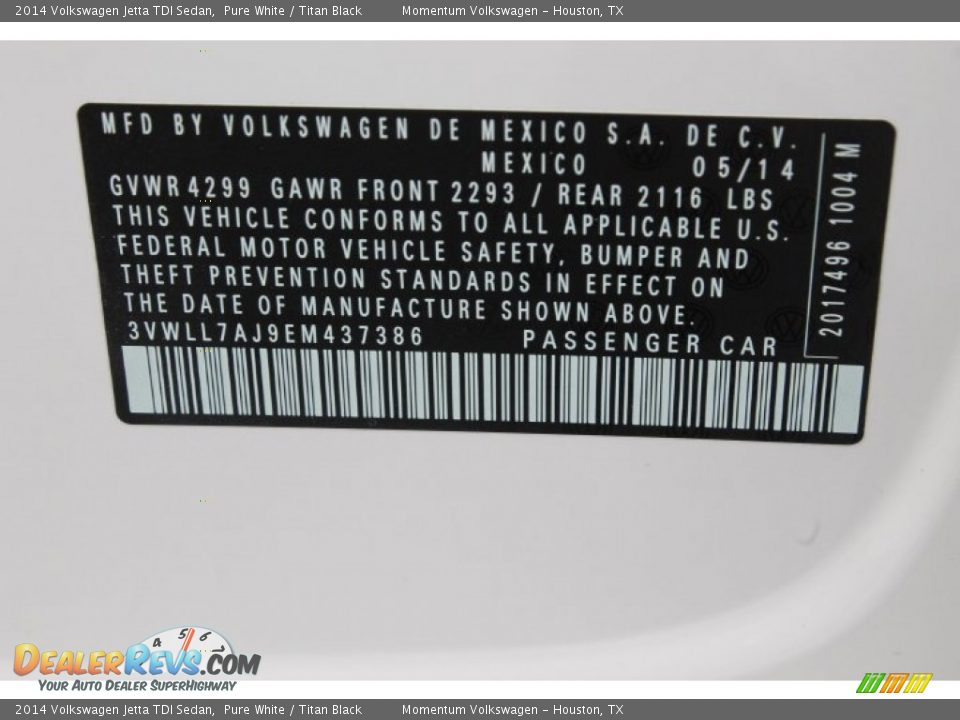 2014 Volkswagen Jetta TDI Sedan, Pure White / Titan Black Momentum Volkswagen - Houston, TX
MFD BY VOLKSWAGEN DE MEXICO S.A. DE C.V.
MEXICO 05/14
GVWR 4299 GAWR FRONT 2293 / REAR 2116 LBS
THIS VEHICLE CONFORMS TO ALL APPLICABLE U.S.
FEDERAL MOTOR VEHICLE SAFETY, BUMPER AND
THEFT PREVENTION STANDARDS IN EFFECT ON
THE DATE OF MANUFACTURE SHOWN ABOVE.
3VWLL7AJ9EM437386 PASSENGER CAR
2017496 1004 M
4 5 6 7
DEALERREVS.COM
YOUR AUTO DEALER SUPERHIGHWAY
2014 Volkswagen Jetta TDI Sedan, Pure White / Titan Black Momentum Volkswagen - Houston, TX